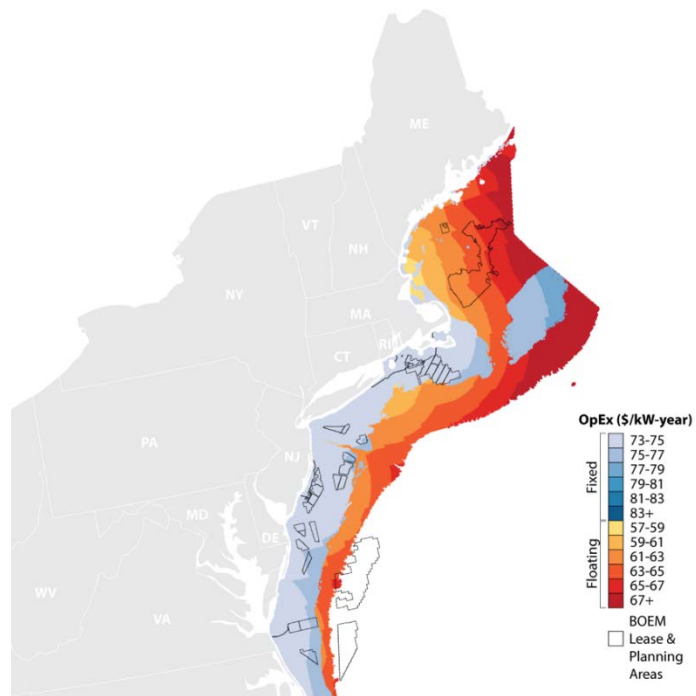 ME
VT
NH
NY
MA
CT
RI
PA
NJ
MD
DE
WV
VA
OpEx ($/kW-year)
Fixed
73-75
75-77
77-79
79-81
81-83
83+
Floating
57-59
59-61
61-63
63-65
65-67
67+
BOEM
Lease &
Planning
Areas